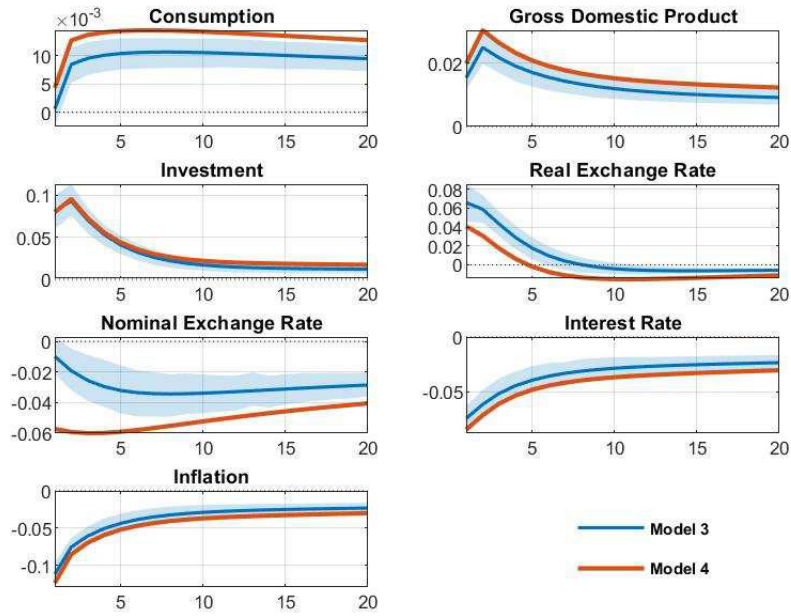 Consumption
×10⁻³
10
5
0
5 10 15 20
Gross Domestic Product
0.02
0
5 10 15 20
Investment
0.1
0.05
0
5 10 15 20
Real Exchange Rate
0.08
0.06
0.04
0.02
0
5 10 15 20
Nominal Exchange Rate
0
-0.02
-0.04
-0.06
5 10 15 20
Interest Rate
0
-0.05
5 10 15 20
Inflation
0
-0.05
-0.1
5 10 15 20
Model 3
Model 4